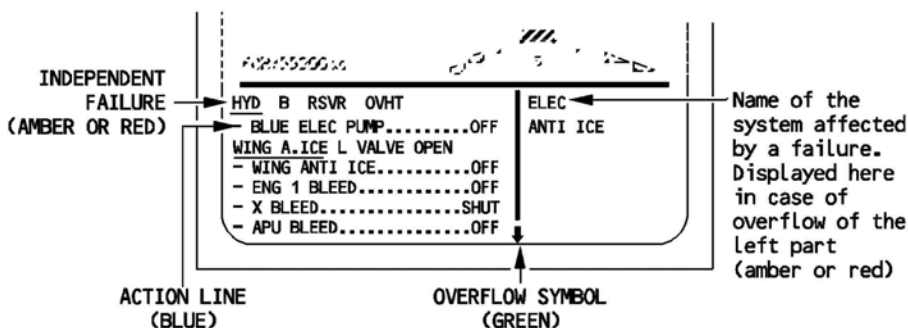 INDEPENDENT
FAILURE
(AMBER OR RED)
HYD B RSVR OVHT
- BLUE ELEC PUMP.........OFF
WING A.ICE L VALVE OPEN
- WING ANTI ICE..........OFF
- ENG 1 BLEED............OFF
- X BLEED...............SHUT
- APU BLEED..............OFF
5
ELEC
ANTI ICE
Name of the
system affected
by a failure.
Displayed here
in case of
overflow of the
left part
(amber or red)
ACTION LINE
(BLUE)
OVERFLOW SYMBOL
(GREEN)